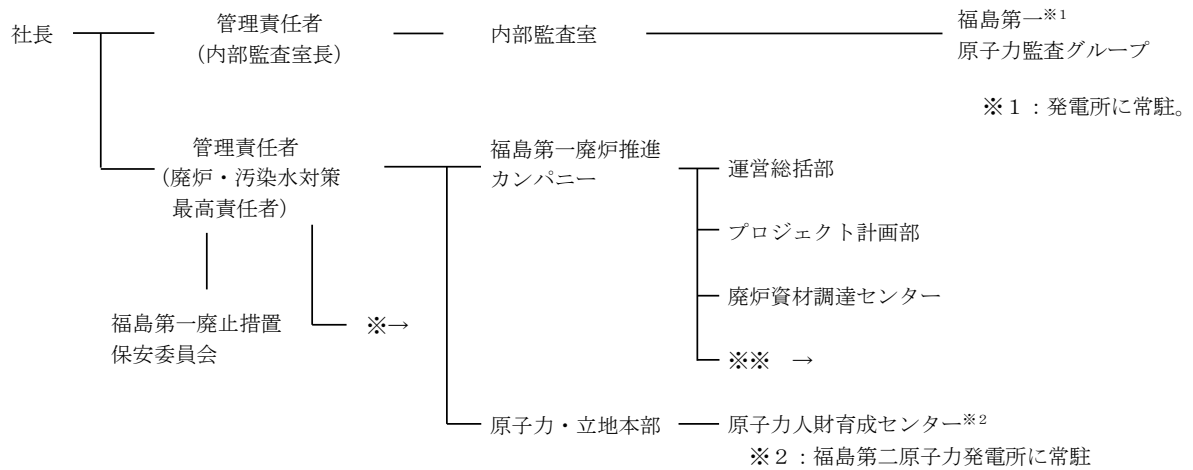 社長
管理責任者
(内部監査室長)
内部監査室
福島第一※1
原子力監査グループ
※1:発電所に常駐。
管理責任者
(廃炉・汚染水対策
最高責任者)
福島第一廃炉推進
カンパニー
運営総括部
プロジェクト計画部
廃炉資材調達センター
※※ →
福島第一廃止措置
保安委員会
※→
原子力・立地本部
原子力人財育成センター※2
※2:福島第二原子力発電所に常駐